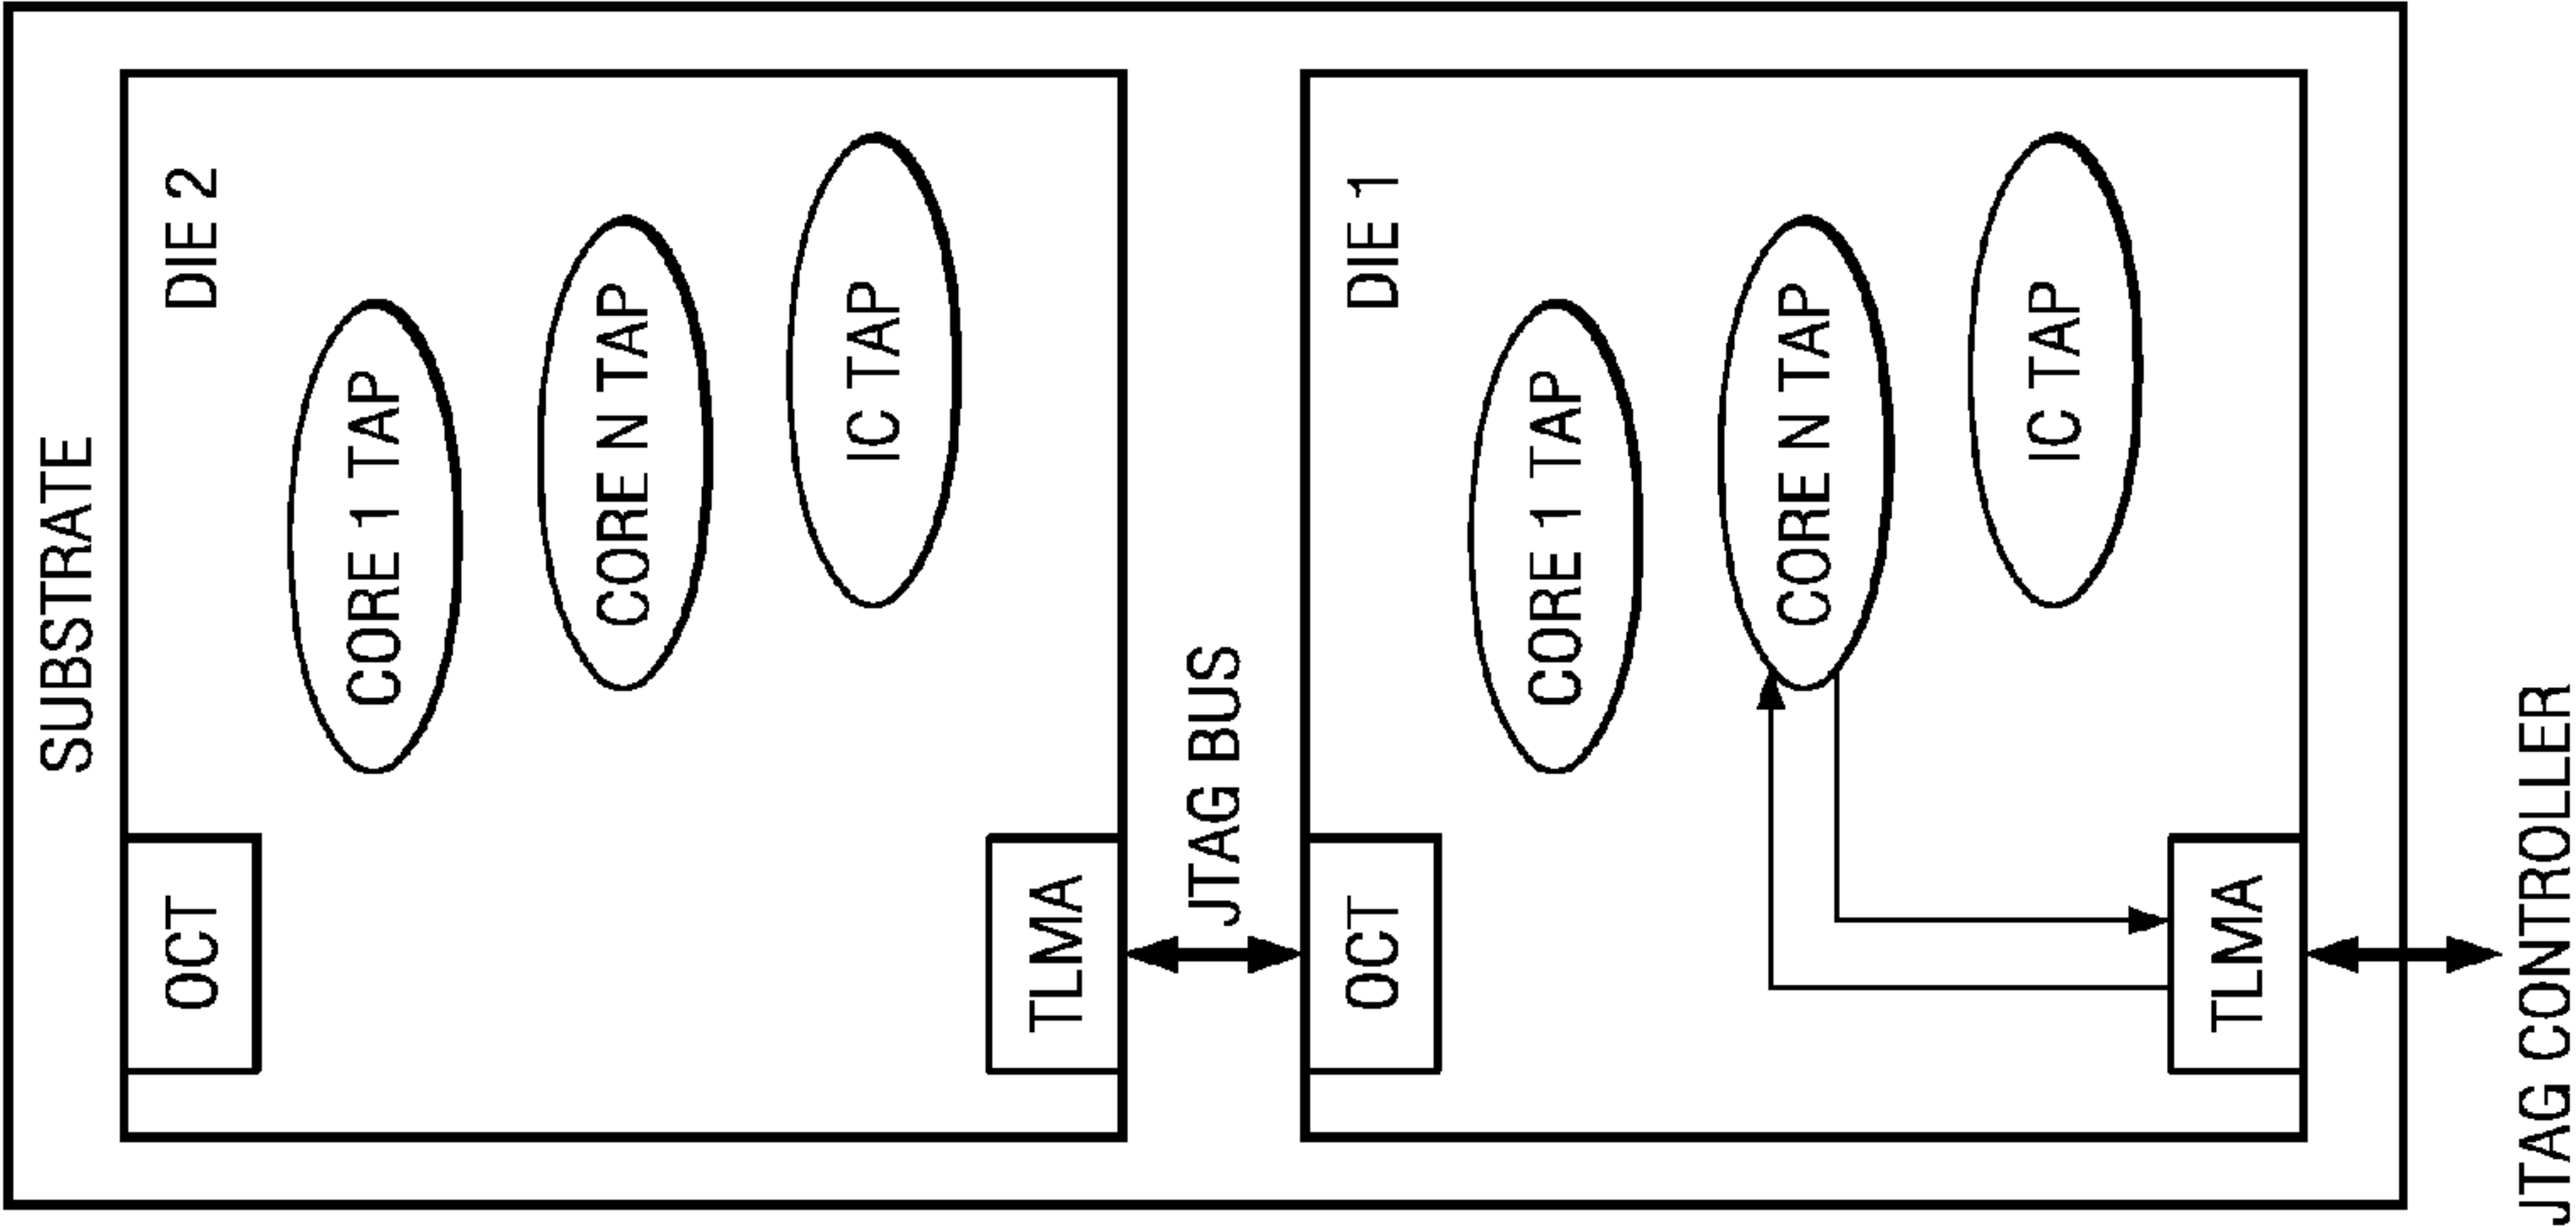 SUBSTRATE
DIE 2
OCT
CORE 1 TAP
CORE N TAP
IC TAP
TLMA
JTAG BUS
DIE 1
OCT
CORE 1 TAP
CORE N TAP
IC TAP
TLMA
JTAG CONTROLLER